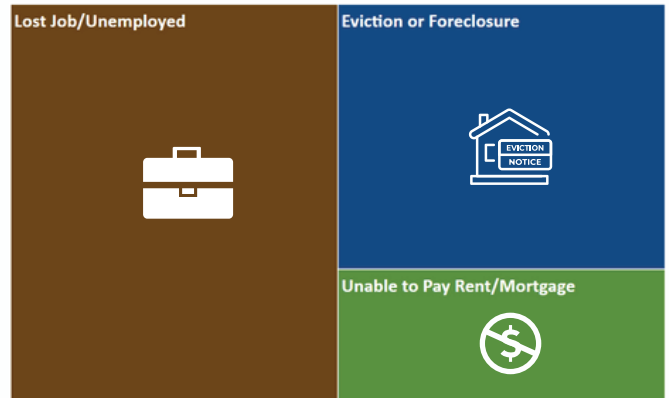 Lost Job/Unemployed
Eviction or Foreclosure
EVICTION
NOTICE
Unable to Pay Rent/Mortgage
$